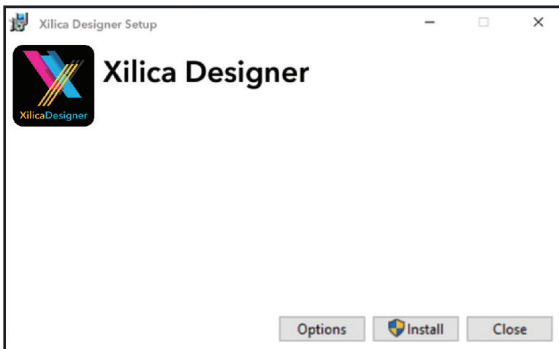 Xilica Designer Setup
Xilica Designer
XilicaDesigner
Options Install Close